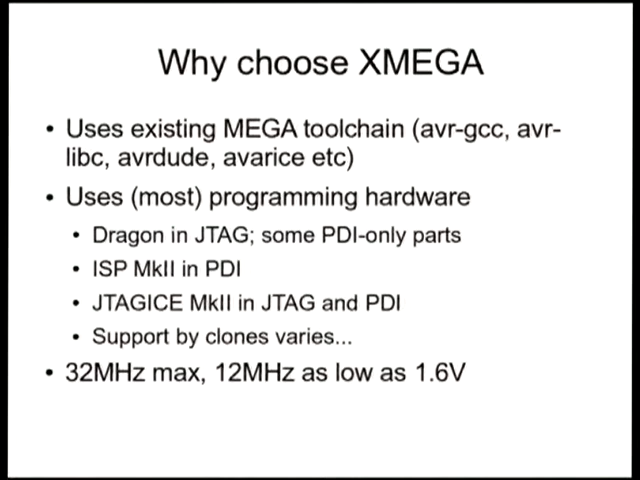 Why choose XMEGA
• Uses existing MEGA toolchain (avr-gcc, avr-
libc, avrdude, avarice etc)
• Uses (most) programming hardware
• Dragon in JTAG; some PDI-only parts
• ISP MkII in PDI
• JTAGICE MkII in JTAG and PDI
• Support by clones varies...
• 32MHz max, 12MHz as low as 1.6V